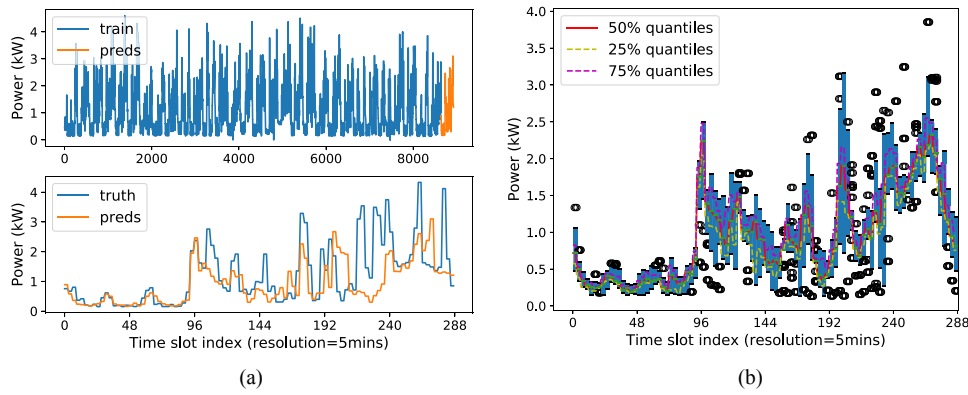 train
preds
Power (kW)
4
3
2
1
0
0
2000
4000
6000
8000
truth
preds
Power (kW)
4
3
2
1
0
0
48
96
144
192
240
288
Time slot index (resolution=5mins)
(a)
50% quantiles
25% quantiles
75% quantiles
Power (kW)
4.0
3.5
3.0
2.5
2.0
1.5
1.0
0.5
0.0
0
48
96
144
192
240
288
Time slot index (resolution=5mins)
(b)